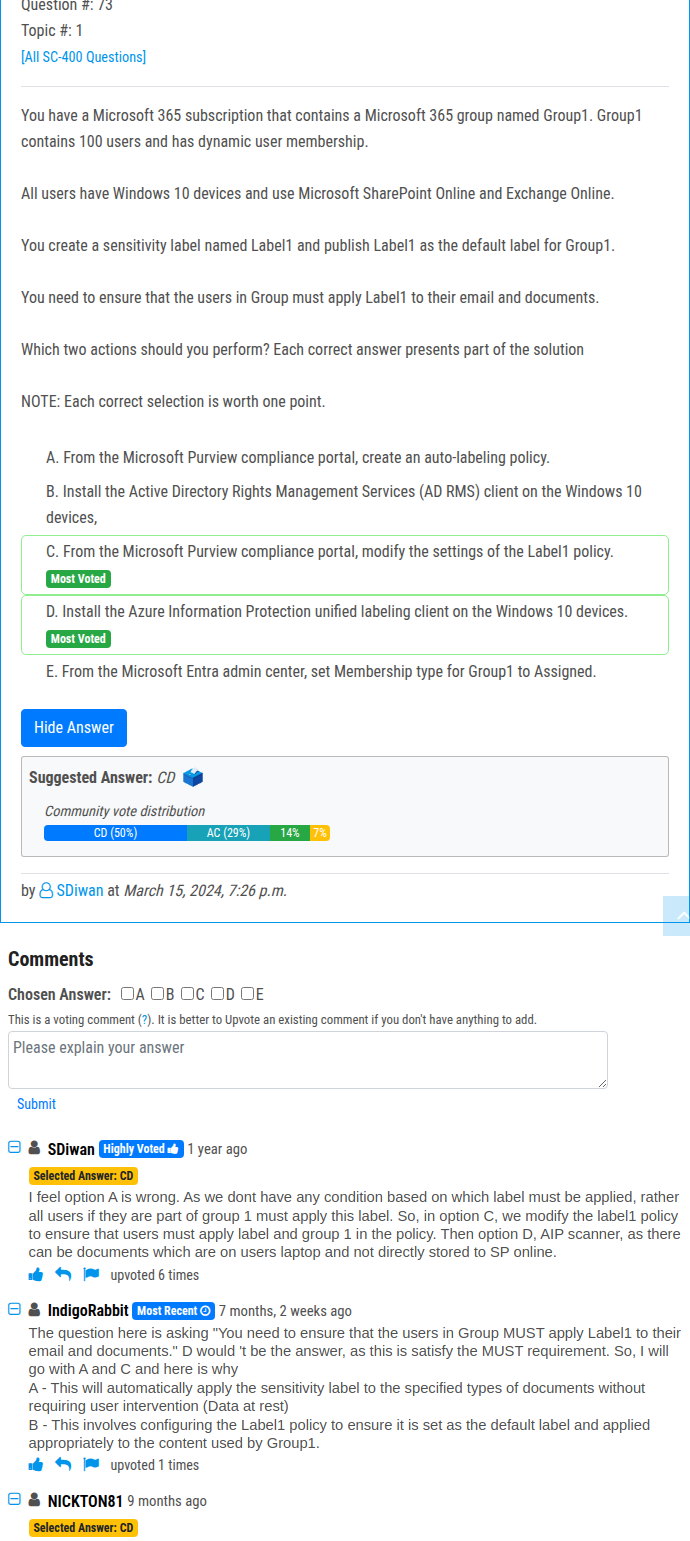 Question #: 73
Topic #: 1
[All SC-400 Questions]
You have a Microsoft 365 subscription that contains a Microsoft 365 group named Group1. Group1
contains 100 users and has dynamic user membership.
All users have Windows 10 devices and use Microsoft SharePoint Online and Exchange Online.
You create a sensitivity label named Label1 and publish Label1 as the default label for Group1.
You need to ensure that the users in Group must apply Label1 to their email and documents.
Which two actions should you perform? Each correct answer presents part of the solution
NOTE: Each correct selection is worth one point.
A. From the Microsoft Purview compliance portal, create an auto-labeling policy.
B. Install the Active Directory Rights Management Services (AD RMS) client on the Windows 10
devices,
C. From the Microsoft Purview compliance portal, modify the settings of the Label1 policy.
Most Voted
D. Install the Azure Information Protection unified labeling client on the Windows 10 devices.
Most Voted
E. From the Microsoft Entra admin center, set Membership type for Group1 to Assigned.
Hide Answer
Suggested Answer: CD
Community vote distribution
CD (50%) AC (29%) 14% 7%
by SDiwan at March 15, 2024, 7:26 p.m.
Comments
Chosen Answer: A B C D E
This is a voting comment (?). It is better to Upvote an existing comment if you don't have anything to add.
Please explain your answer
Submit
SDiwan Highly Voted 1 year ago
Selected Answer: CD
I feel option A is wrong. As we dont have any condition based on which label must be applied, rather
all users if they are part of group 1 must apply this label. So, in option C, we modify the label1 policy
to ensure that users must apply label and group 1 in the policy. Then option D, AIP scanner, as there
can be documents which are on users laptop and not directly stored to SP online.
upvoted 6 times
IndigoRabbit Most Recent 7 months, 2 weeks ago
The question here is asking "You need to ensure that the users in Group MUST apply Label1 to their
email and documents." D would 't be the answer, as this is satisfy the MUST requirement. So, I will
go with A and C and here is why
A - This will automatically apply the sensitivity label to the specified types of documents without
requiring user intervention (Data at rest)
B - This involves configuring the Label1 policy to ensure it is set as the default label and applied
appropriately to the content used by Group1.
upvoted 1 times
NICKTON81 9 months ago
Selected Answer: CD